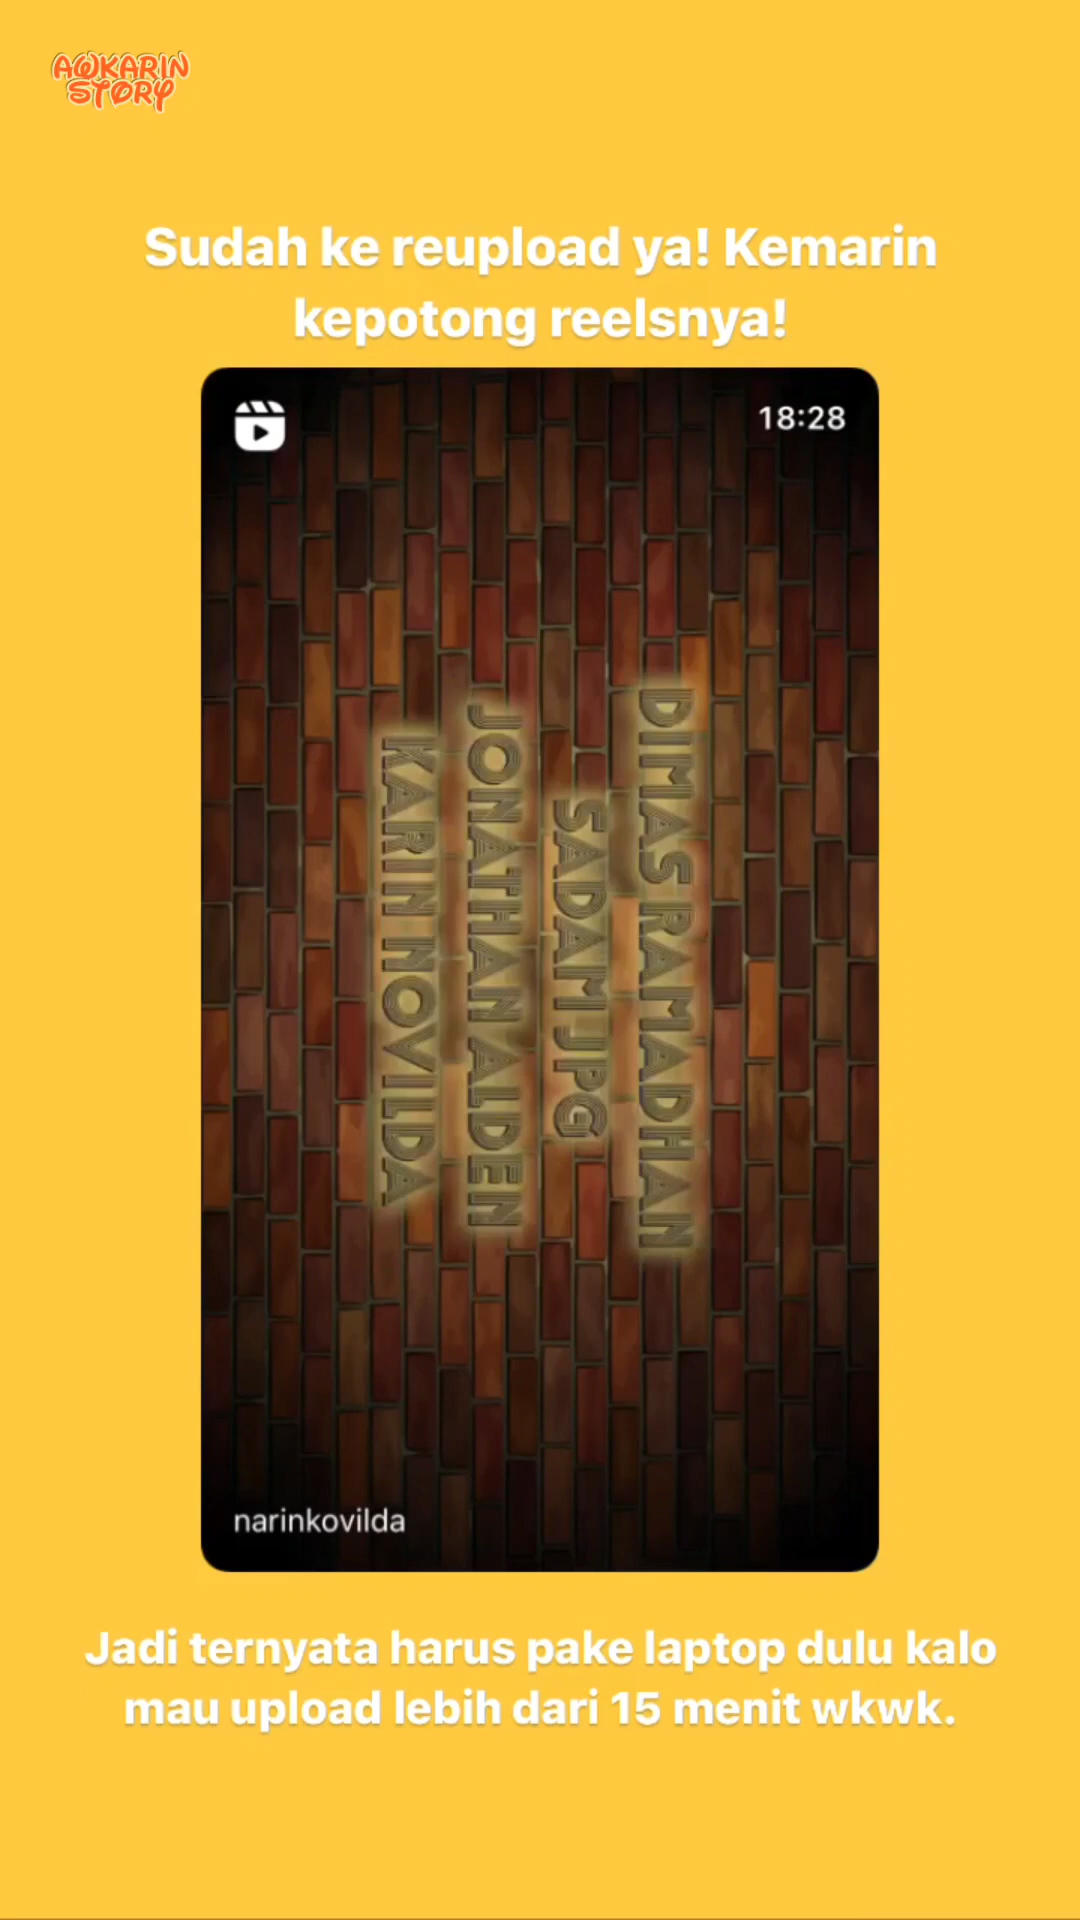 AWKARIN
STORY
Sudah ke reupload ya! Kemarin
kepotong reelsnya!
18:28
DIMAS RAMADHAN
SADAM JPG
JONATHAN ALDEN
KARIN NOVILDA
narinkovilda
Jadi ternyata harus pake laptop dulu kalo
mau upload lebih dari 15 menit wkwk.